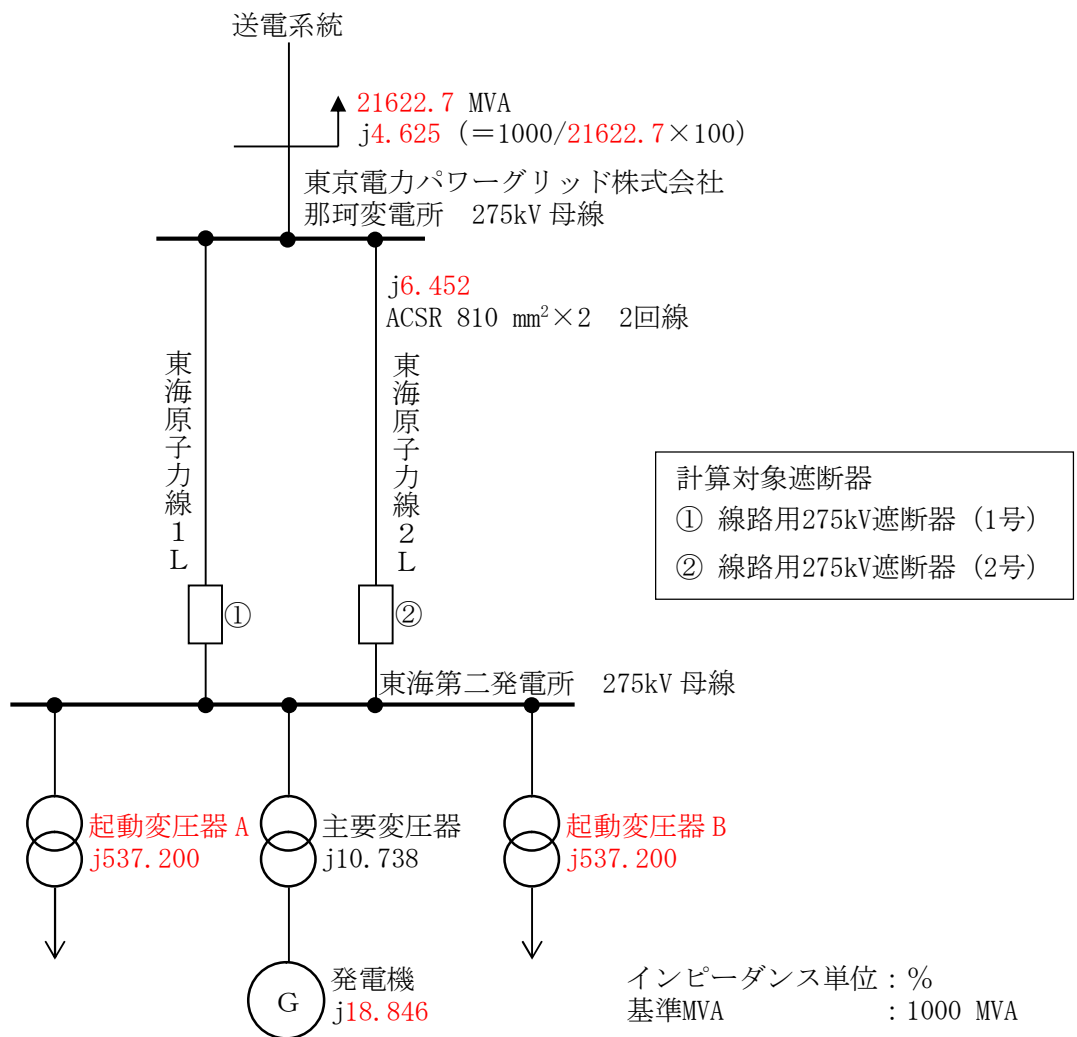 送電系統
21622.7 MVA
j4.625 (=1000/21622.7×100)
東京電力パワーグリッド株式会社
那珂変電所 275kV 母線
j6.452
ACSR 810 mm²×2 2回線
東海原子力線1L
東海原子力線2L
計算対象遮断器
① 線路用275kV遮断器 (1号)
② 線路用275kV遮断器 (2号)
①
②
東海第二発電所 275kV 母線
起動変圧器 A
j537.200
主要変圧器
j10.738
起動変圧器 B
j537.200
G
発電機
j18.846
インピーダンス単位：%
基準MVA : 1000 MVA